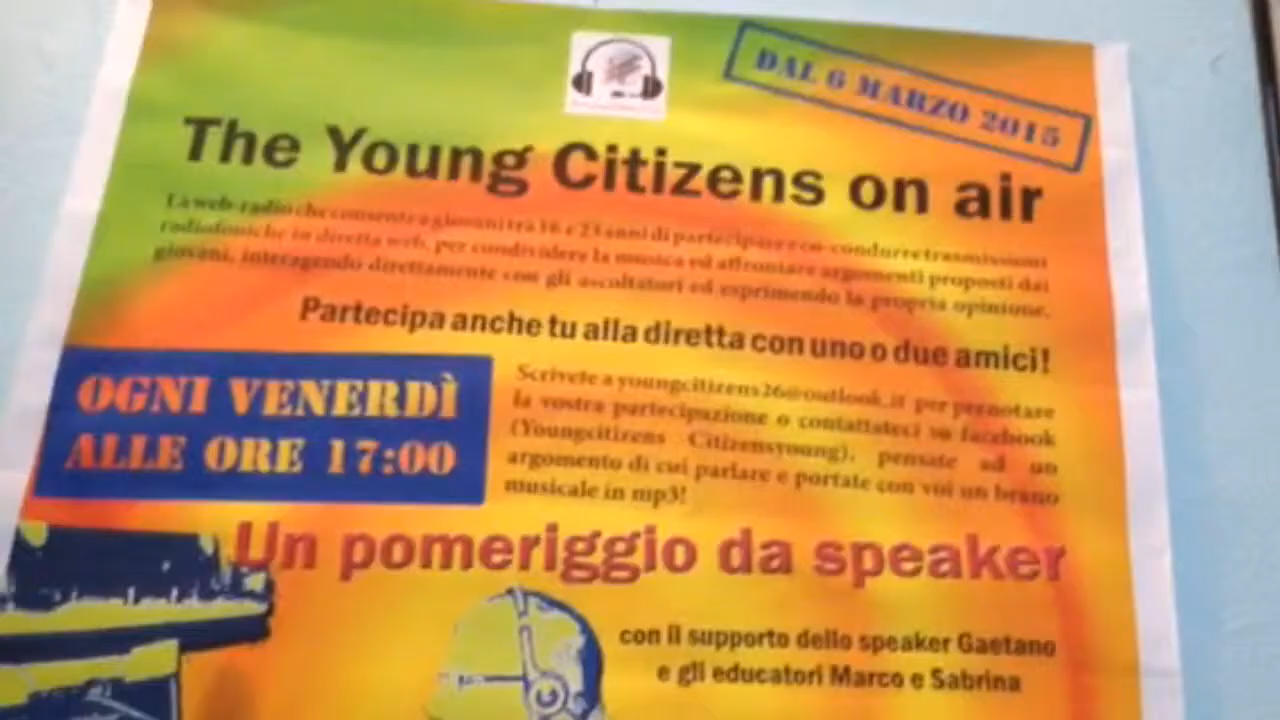 DAL 6 MARZO 2015
The Young Citizens on air
La web-radio che consente a giovani tra 16 e 23 anni di partecipare e co-condurre trasmissioni
radiofoniche in diretta web, per condividere la musica ed affrontare argomenti proposti dai
giovani, interagendo direttamente con gli ascoltatori ed esprimendo la propria opinione.
Partecipa anche tu alla diretta con uno o due amici!
OGNI VENERDÌ
ALLE ORE 17:00
Scrivete a youngcitizens26@outlook.it per prenotare
la vostra partecipazione o contattateci su facebook
(Youngcitizens Citizensyoung), pensate ad un
argomento di cui parlare e portate con voi un brano
musicale in mp3!
Un pomeriggio da speaker
con il supporto dello speaker Gaetano
e gli educatori Marco e Sabrina